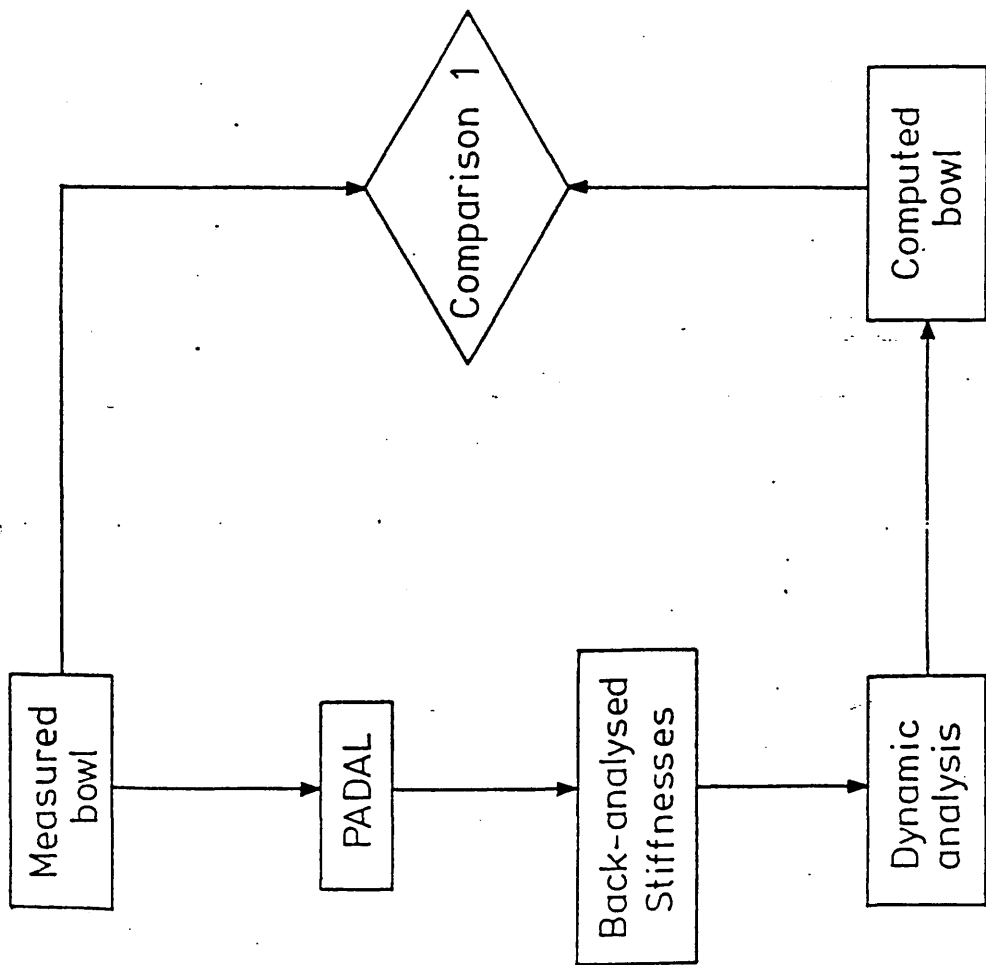 Measured
bowl
PADAL
Back-analysed
Stiffnesses
Dynamic
analysis
Computed
bowl
Comparison 1